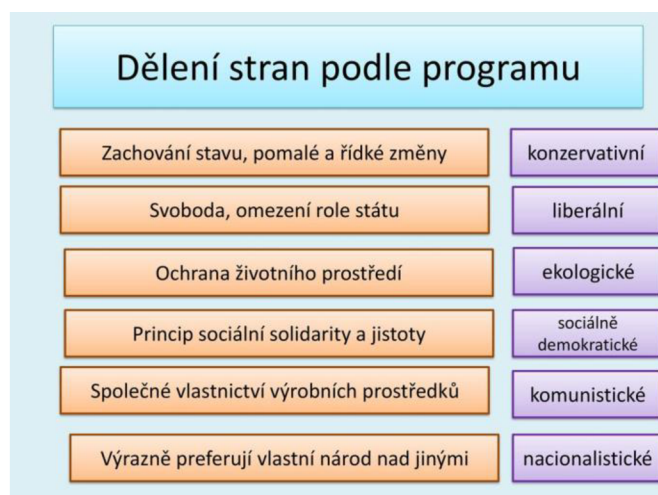 Dělení stran podle programu
Zachování stavu, pomalé a řídké změny
konzervativní
Svoboda, omezení role státu
liberální
Ochrana životního prostředí
ekologické
Princip sociální solidarity a jistoty
sociálně
demokratické
Společné vlastnictví výrobních prostředků
komunistické
Výrazně preferují vlastní národ nad jinými
nacionalistické